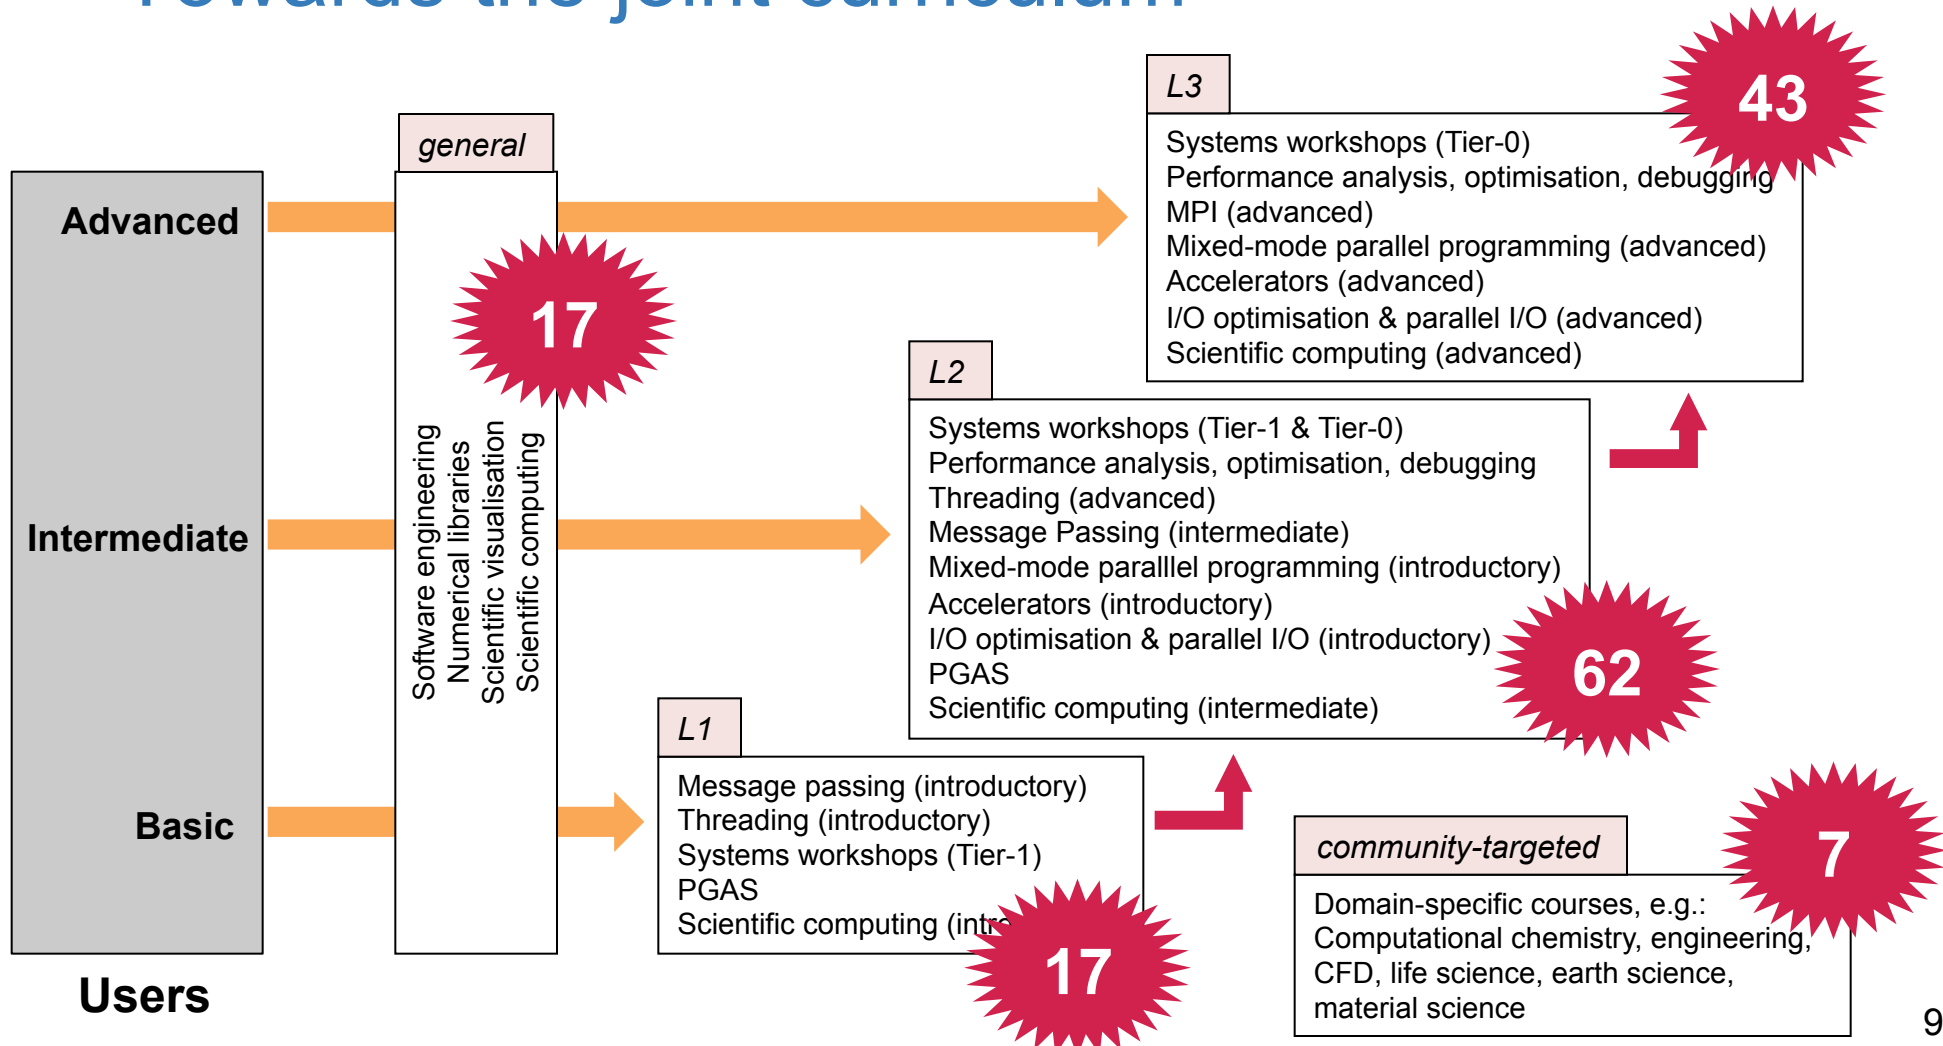 Towards the joint curriculum
L3
43
Systems workshops (Tier-0)
Performance analysis, optimisation, debugging
MPI (advanced)
Mixed-mode parallel programming (advanced)
Accelerators (advanced)
I/O optimisation & parallel I/O (advanced)
Scientific computing (advanced)
general
17
Software engineering
Numerical libraries
Scientific visualisation
Scientific computing
Advanced
Intermediate
Basic
Users
L2
Systems workshops (Tier-1 & Tier-0)
Performance analysis, optimisation, debugging
Threading (advanced)
Message Passing (intermediate)
Mixed-mode paralllel programming (introductory)
Accelerators (introductory)
I/O optimisation & parallel I/O (introductory)
PGAS
Scientific computing (intermediate)
62
L1
Message passing (introductory)
Threading (introductory)
Systems workshops (Tier-1)
PGAS
Scientific computing
17
community-targeted
7
Domain-specific courses, e.g.:
Computational chemistry, engineering,
CFD, life science, earth science,
material science
9